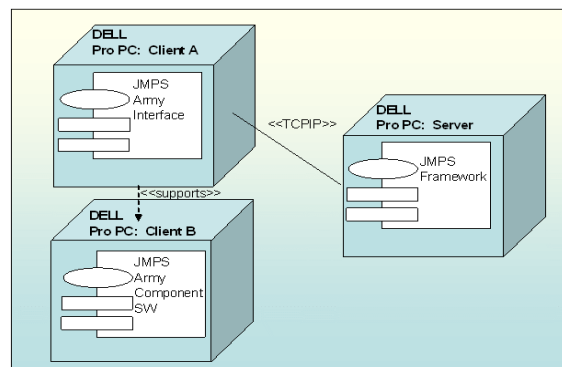 DELL
Pro PC: Client A
JMPS
Army
Interface
<<TCPIP>>
DELL
Pro PC: Server
JMPS
Framework
<<supports>>
DELL
Pro PC: Client B
JMPS
Army
Component
SW